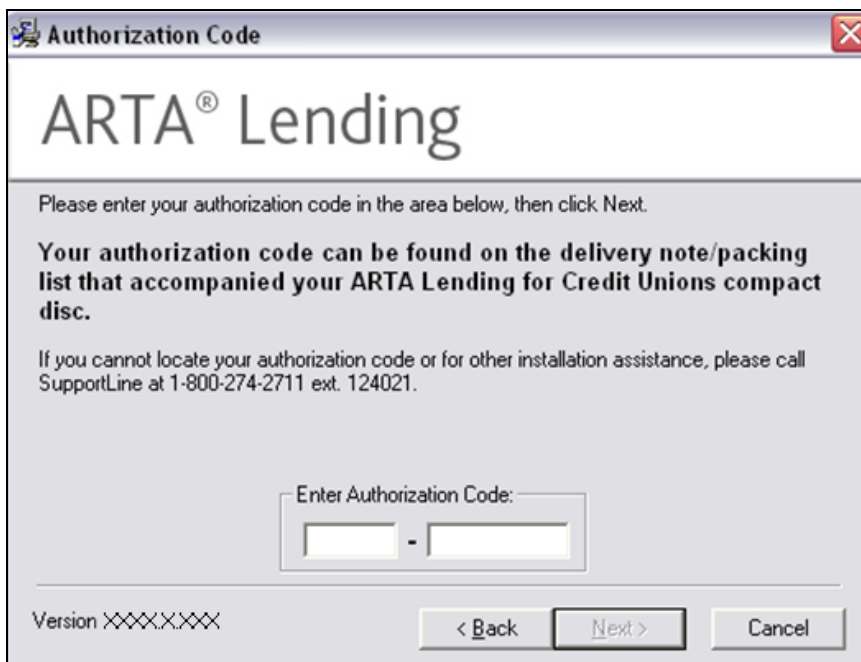 Authorization Code
ARTA® Lending
Please enter your authorization code in the area below, then click Next.
Your authorization code can be found on the delivery note/packing
list that accompanied your ARTA Lending for Credit Unions compact
disc.
If you cannot locate your authorization code or for other installation assistance, please call
SupportLine at 1-800-274-2711 ext. 124021.
Enter Authorization Code:
-
Version XXXX.X.XXX
< Back
Next >
Cancel